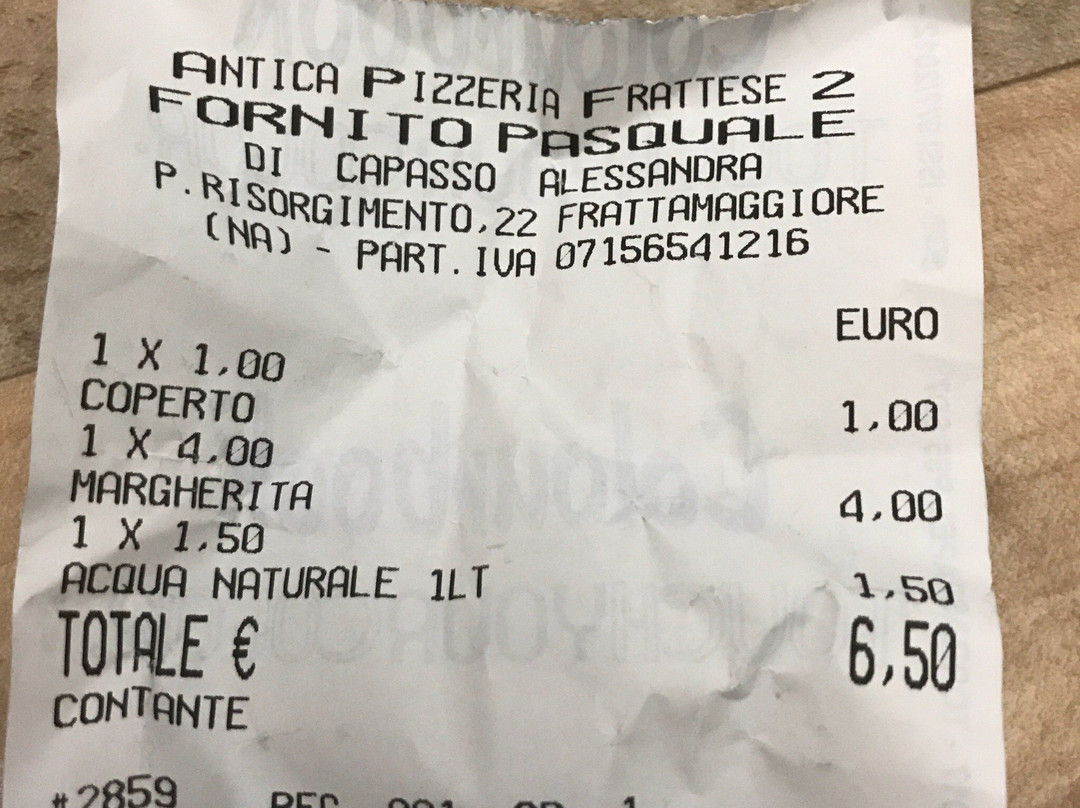 ANTICA PIZZERIA FRATTESE 2
FORNITO PASQUALE
DI CAPASSO ALESSANDRA
P.RISORGIMENTO,22 FRATTAMAGGIORE
(NA) - PART.IVA 07156541216
EURO
1 X 1,00
COPERTO 1,00
1 X 4,00
MARGHERITA 4,00
1 X 1,50
ACQUA NATURALE 1LT 1,50
TOTALE € 6,50
CONTANTE
#2859